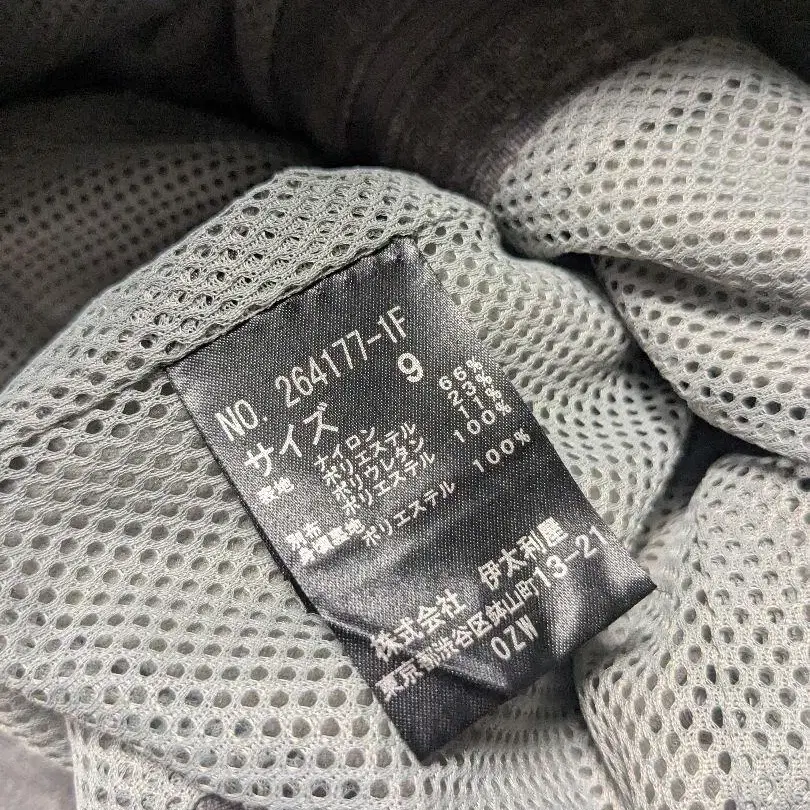 NO. 264177-1F
サイズ 9
表地 ナイロン 66%
ポリエステル 23%
ポリウレタン 11%
別布 ポリエステル 100%
身頃裏地 ポリエステル 100%
株式会社 伊太利屋
東京都渋谷区鉢山町13-21
OZW